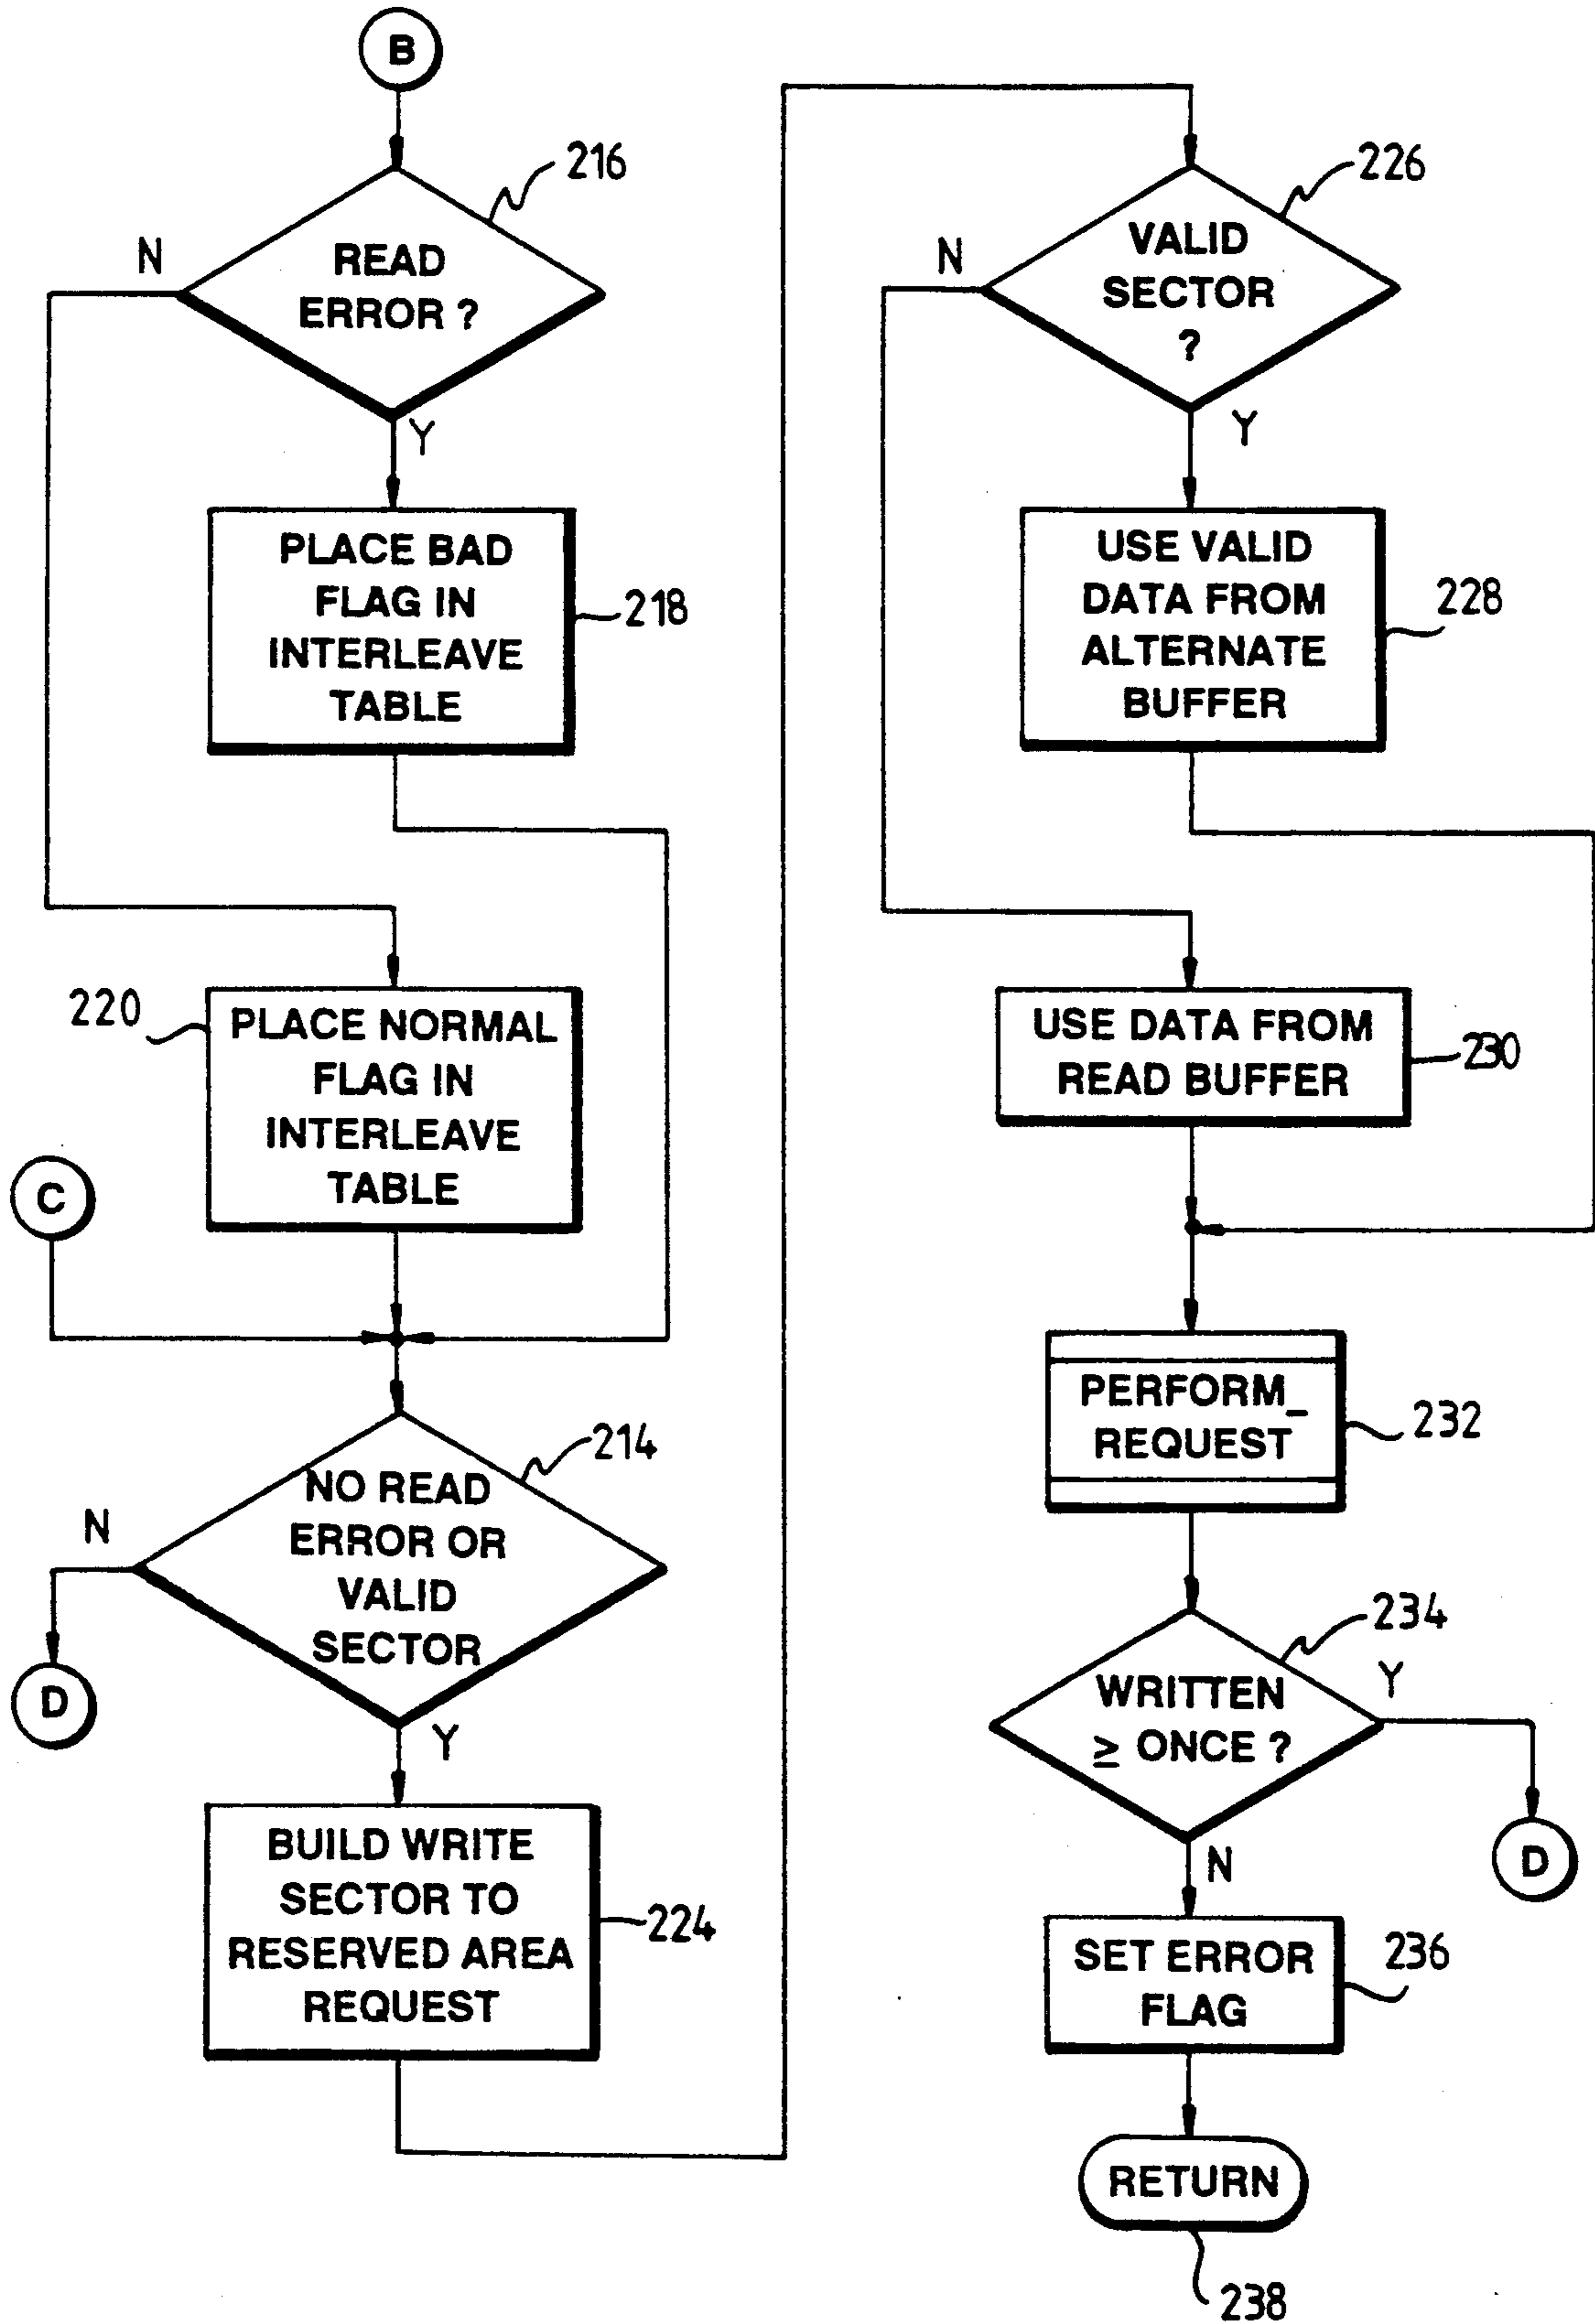 B
216
READ
ERROR ?
N
Y
PLACE BAD
FLAG IN
INTERLEAVE
TABLE
218
220
PLACE NORMAL
FLAG IN
INTERLEAVE
TABLE
C
214
NO READ
ERROR OR
VALID
SECTOR
N
D
Y
BUILD WRITE
SECTOR TO
RESERVED AREA
REQUEST
224
226
VALID
SECTOR
?
N
Y
USE VALID
DATA FROM
ALTERNATE
BUFFER
228
USE DATA FROM
READ BUFFER
230
PERFORM_
REQUEST
232
234
WRITTEN
≥ ONCE ?
Y
D
N
SET ERROR
FLAG
236
RETURN
238